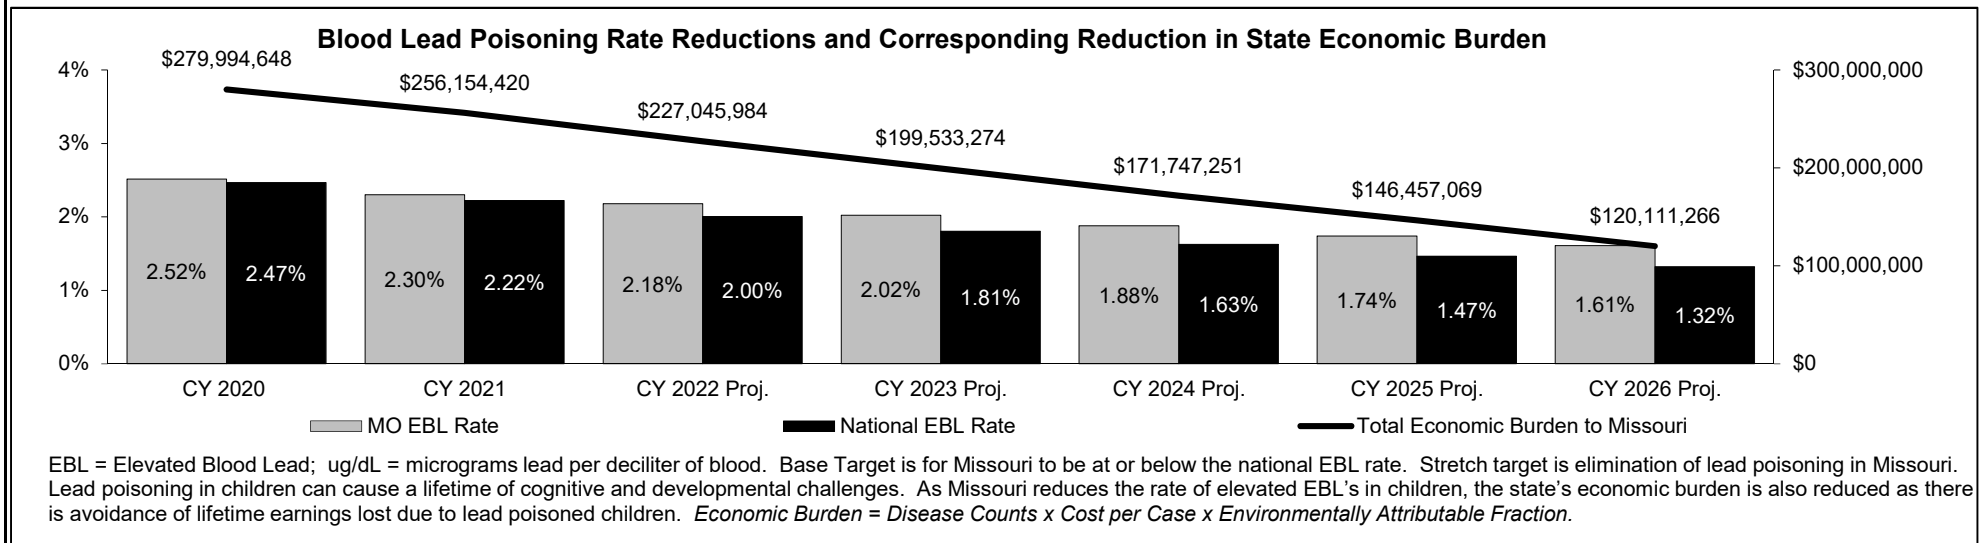 Blood Lead Poisoning Rate Reductions and Corresponding Reduction in State Economic Burden
$279,994,648
$256,154,420
$227,045,984
$199,533,274
$171,747,251
$146,457,069
$120,111,266
4%
3%
2%
1%
0%
$300,000,000
$200,000,000
$100,000,000
$0
2.52% 2.47% 2.30% 2.22% 2.18% 2.00% 2.02% 1.81% 1.88% 1.63% 1.74% 1.47% 1.61% 1.32%
CY 2020 CY 2021 CY 2022 Proj. CY 2023 Proj. CY 2024 Proj. CY 2025 Proj. CY 2026 Proj.
MO EBL Rate National EBL Rate Total Economic Burden to Missouri
EBL = Elevated Blood Lead; ug/dL = micrograms lead per deciliter of blood. Base Target is for Missouri to be at or below the national EBL rate. Stretch target is elimination of lead poisoning in Missouri.
Lead poisoning in children can cause a lifetime of cognitive and developmental challenges. As Missouri reduces the rate of elevated EBL's in children, the state's economic burden is also reduced as there
is avoidance of lifetime earnings lost due to lead poisoned children. Economic Burden = Disease Counts x Cost per Case x Environmentally Attributable Fraction.